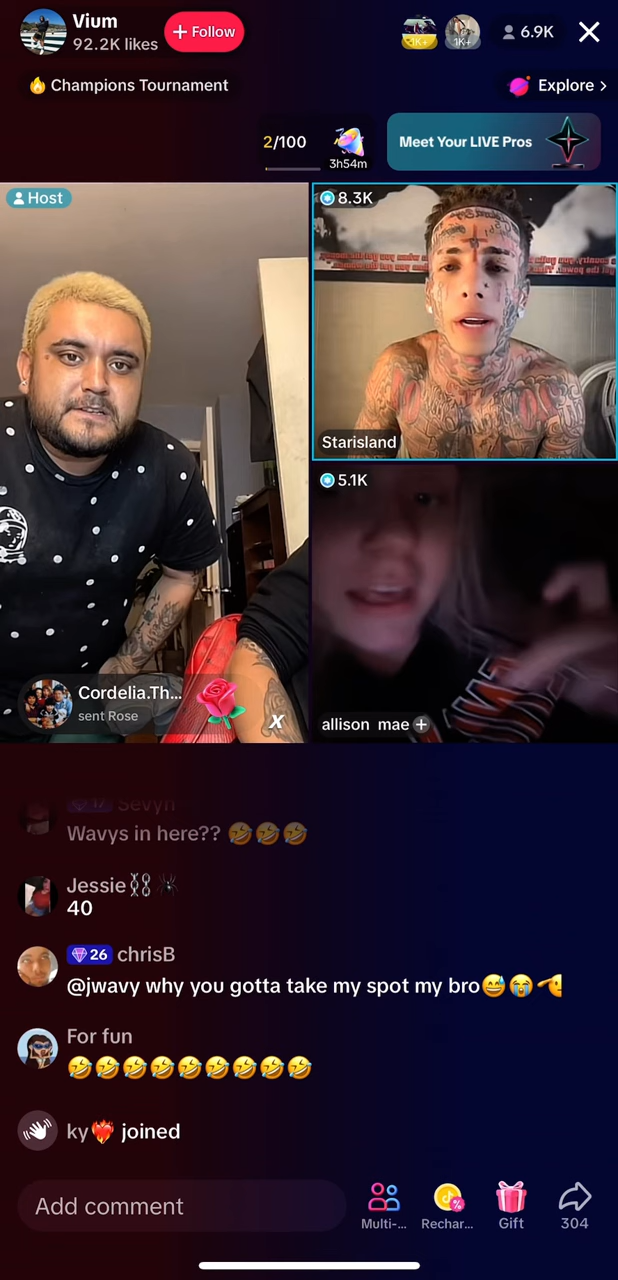 Vium
92.2K likes
+ Follow
1K+
1K+
6.9K
Champions Tournament
Explore >
2/100
3h54m
Meet Your LIVE Pros
Host
8.3K
Starisland
5.1K
allison mae
Cordelia.Th...
sent Rose
x
17 Sevyn
Wavys in here?? 🤣🤣🤣
Jessie⛓️🕷️
40
26 chrisB
@jwavy why you gotta take my spot my bro😅😭🫡
For fun
🤣🤣🤣🤣🤣🤣🤣🤣🤣
ky❤️‍🔥 joined
Add comment
Multi-...
Rechar...
Gift
304